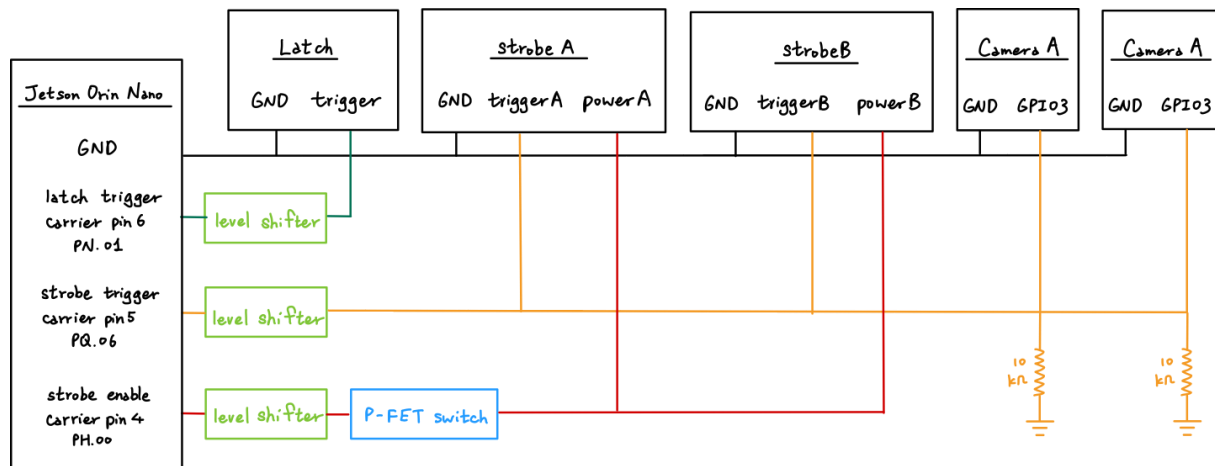 Latch
GND trigger
strobe A
GND triggerA powerA
strobeB
GND triggerB powerB
Camera A
GND GPIO3
Camera A
GND GPIO3
Jetson Orin Nano
GND
latch trigger
carrier pin 6
PN.01
level shifter
strobe trigger
carrier pin5
PQ.06
level shifter
10
kΩ
10
kΩ
strobe enable
carrier pin 4
PH.00
level shifter
P-FET switch